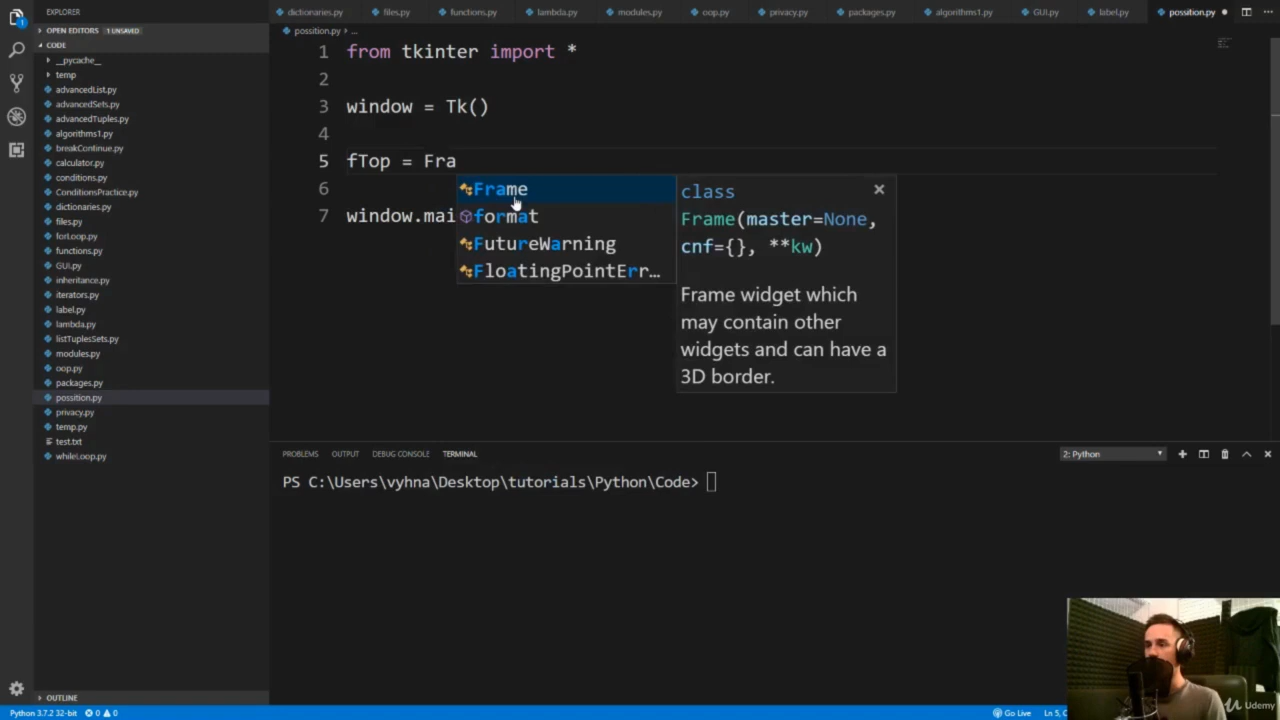 EXPLORER
OPEN EDITORS 1 UNSAVED
CODE
__pycache__
temp
advancedList.py
advancedSets.py
advancedTuples.py
algorithms1.py
breakContinue.py
calculator.py
conditions.py
ConditionsPractice.py
dictionaries.py
files.py
forLoop.py
functions.py
GUI.py
inheritance.py
iterators.py
label.py
lambda.py
listTuplesSets.py
modules.py
oop.py
packages.py
possition.py
privacy.py
temp.py
test.txt
whileLoop.py
OUTLINE
dictionaries.py files.py functions.py lambda.py modules.py oop.py privacy.py packages.py algorithms1.py GUI.py label.py possition.py
possition.py > ...
1 from tkinter import *
2
3 window = Tk()
4
5 fTop = Fra
6
7 window.mai
Frame
format
FutureWarning
FloatingPointErr...
class
Frame(master=None,
cnf={}, **kw)
Frame widget which
may contain other
widgets and can have a
3D border.
PROBLEMS OUTPUT DEBUG CONSOLE TERMINAL 2: Python
PS C:\Users\vyhna\Desktop\tutorials\Python\Code>
Udemy
Python 3.7.2 32-bit 0 0 Go Live Ln 5,